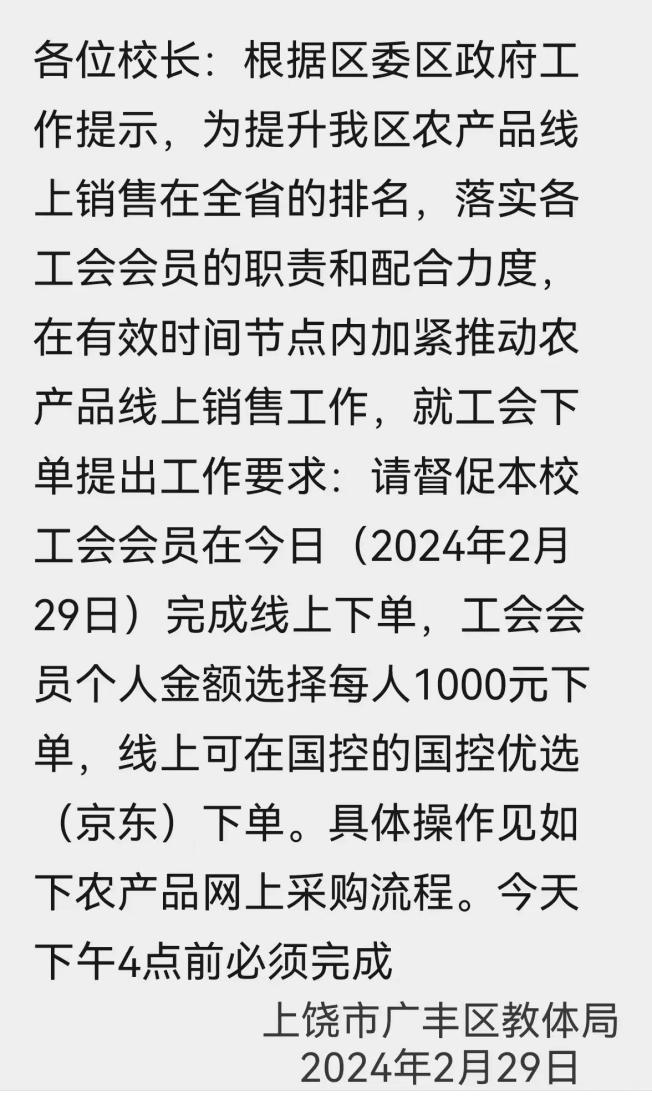 各位校长：根据区委区政府工
作提示，为提升我区农产品线
上销售在全省的排名，落实各
工会会员的职责和配合力度，
在有效时间节点内加紧推动农
产品线上销售工作，就工会下
单提出工作要求：请督促本校
工会会员在今日（2024年2月
29日）完成线上下单，工会会
员个人金额选择每人1000元下
单，线上可在国控的国控优选
（京东）下单。具体操作见如
下农产品网上采购流程。今天
下午4点前必须完成
上饶市广丰区教体局
2024年2月29日